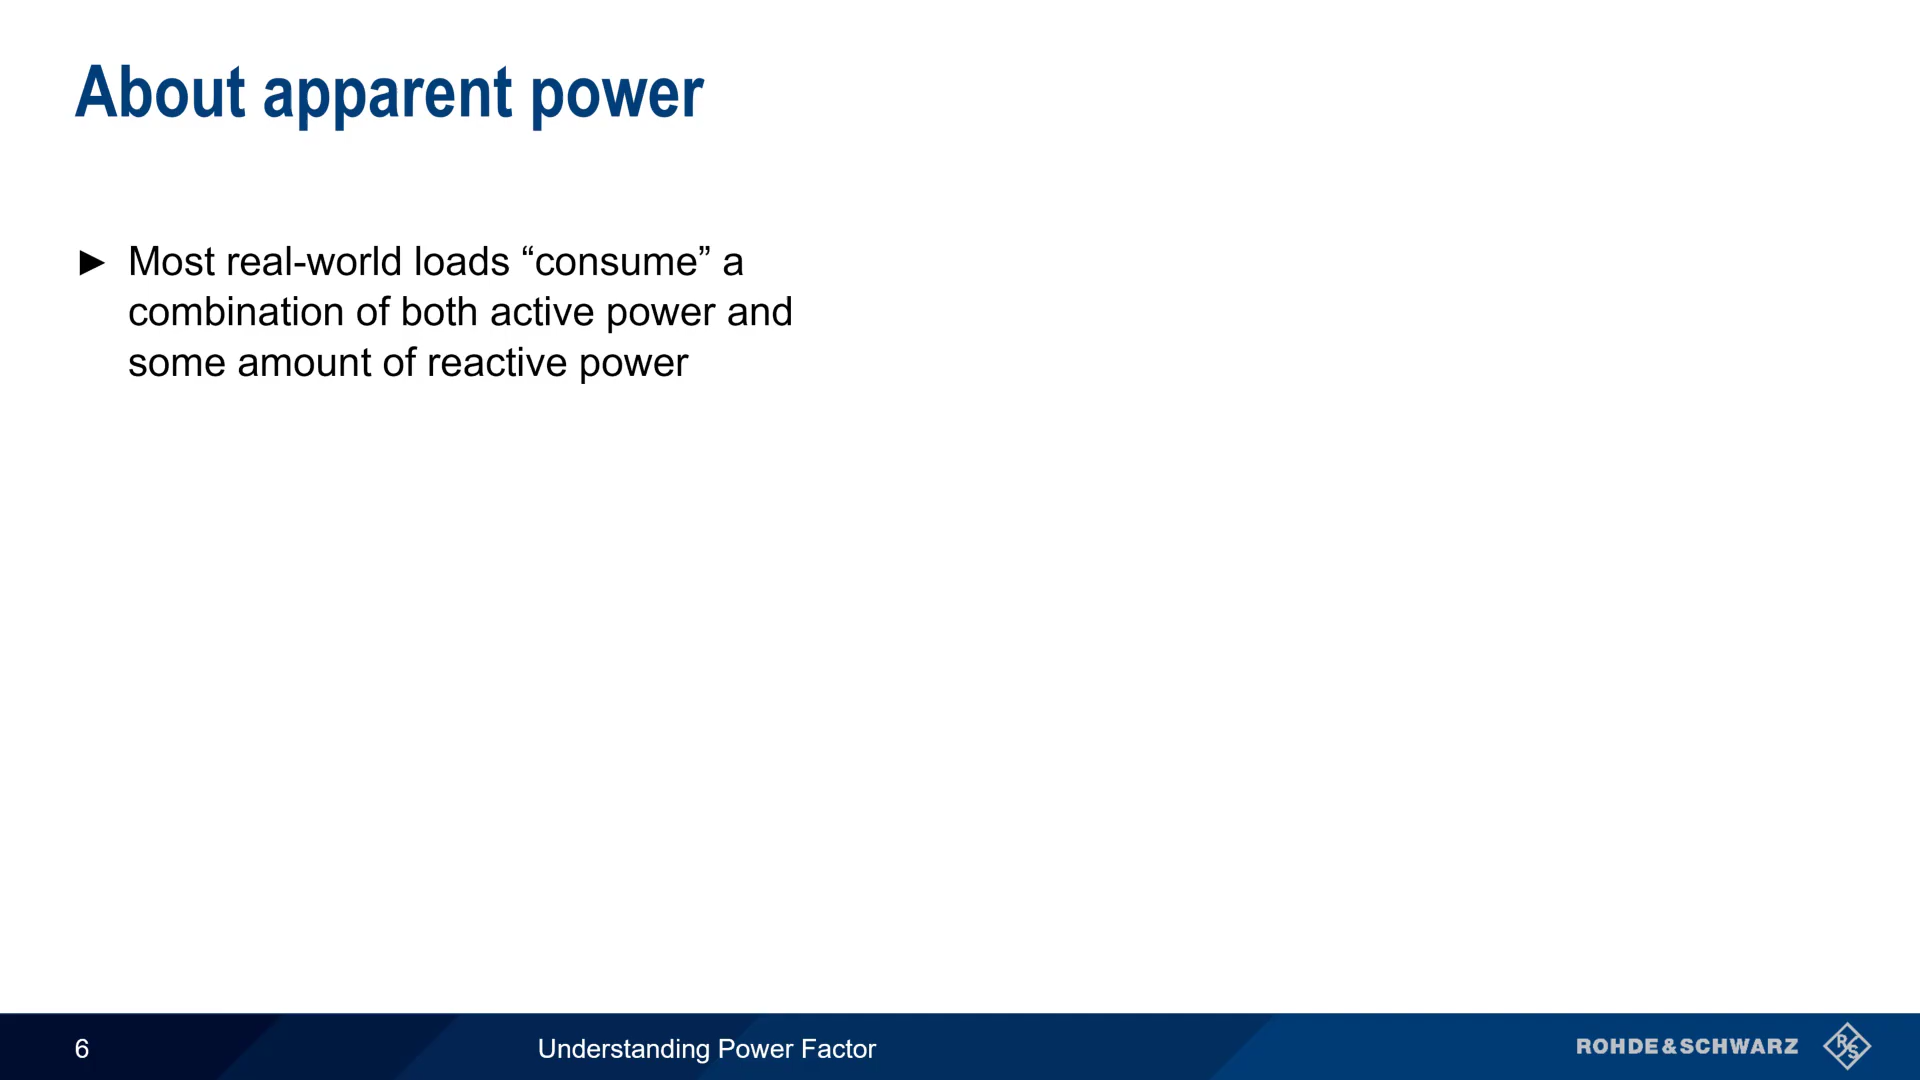 About apparent power
► Most real-world loads “consume” a
combination of both active power and
some amount of reactive power
6
Understanding Power Factor
ROHDE&SCHWARZ
R&S